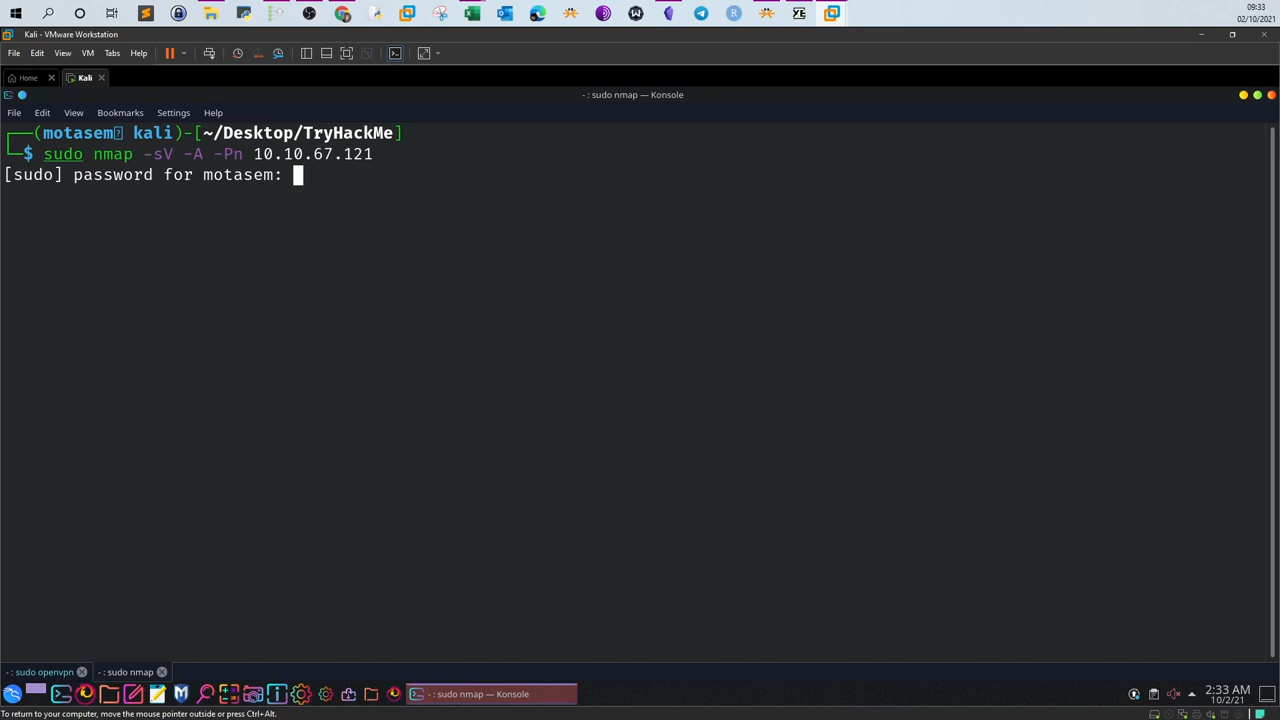 09:33
02/10/2021
Kali - VMware Workstation
File Edit View VM Tabs Help
Home Kali
- : sudo nmap — Konsole
File Edit View Bookmarks Settings Help
┌──(motasem⍰ kali)-[~/Desktop/TryHackMe]
└─$ sudo nmap -sV -A -Pn 10.10.67.121
[sudo] password for motasem:
- : sudo openvpn - : sudo nmap
- : sudo nmap — Konsole
2:33 AM
10/2/21
To return to your computer, move the mouse pointer outside or press Ctrl+Alt.